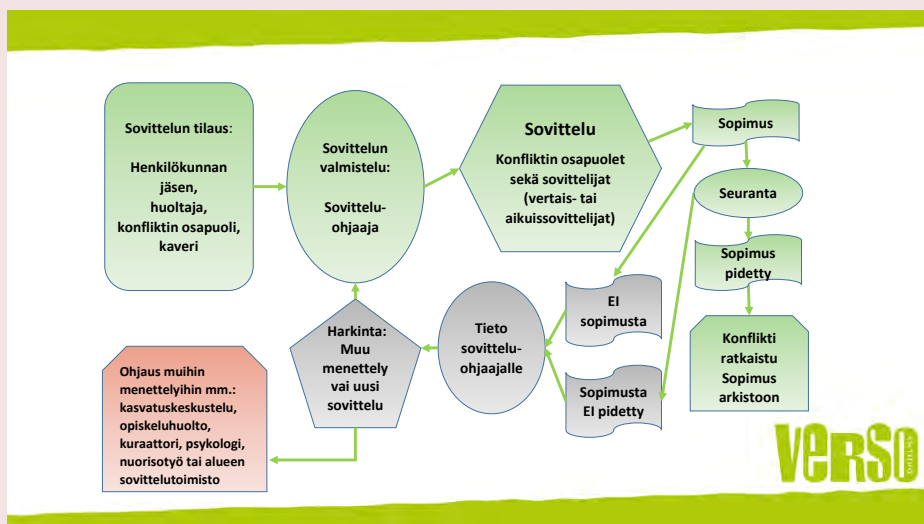 Sovittelun tilaus:
Henkilökunnan
jäsen,
huoltaja,
konfliktin osapuoli,
kaveri
Sovittelun
valmistelu:
Sovittelu-
ohjaaja
Sovittelu
Konfliktin osapuolet
sekä sovittelijat
(vertais- tai
aikuissovittelijat)
Sopimus
Seuranta
Sopimus
pidetty
Konflikti
ratkaistu
Sopimus
arkistoon
EI
sopimusta
Sopimusta
EI pidetty
Tieto
sovittelu-
ohjaajalle
Harkinta:
Muu
menettely
vai uusi
sovittelu
Ohjaus muihin
menettelyihin mm.:
kasvatuskeskustelu,
opiskeluhuolto,
kuraattori, psykologi,
nuorisotyö tai alueen
sovittelutoimisto
VERSO